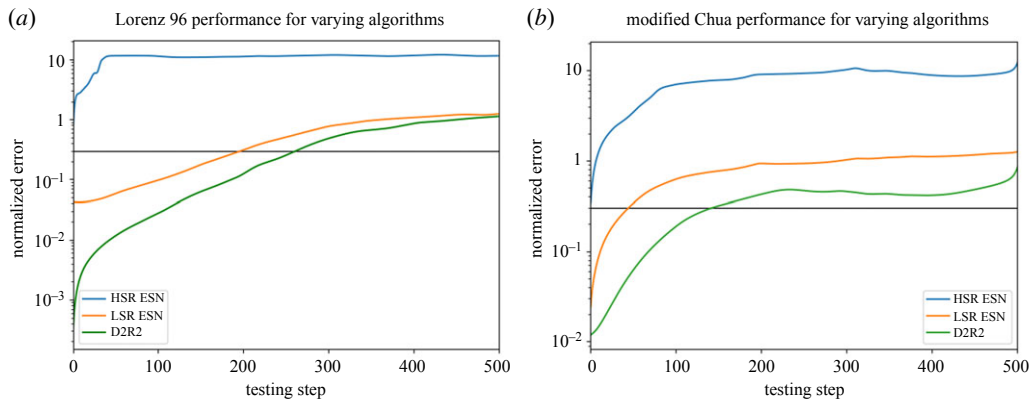 (a) Lorenz 96 performance for varying algorithms
normalized error
10
1
10⁻¹
10⁻²
10⁻³
HSR ESN
LSR ESN
D2R2
0 100 200 300 400 500
testing step
(b) modified Chua performance for varying algorithms
normalized error
10
1
10⁻¹
10⁻²
HSR ESN
LSR ESN
D2R2
0 100 200 300 400 500
testing step